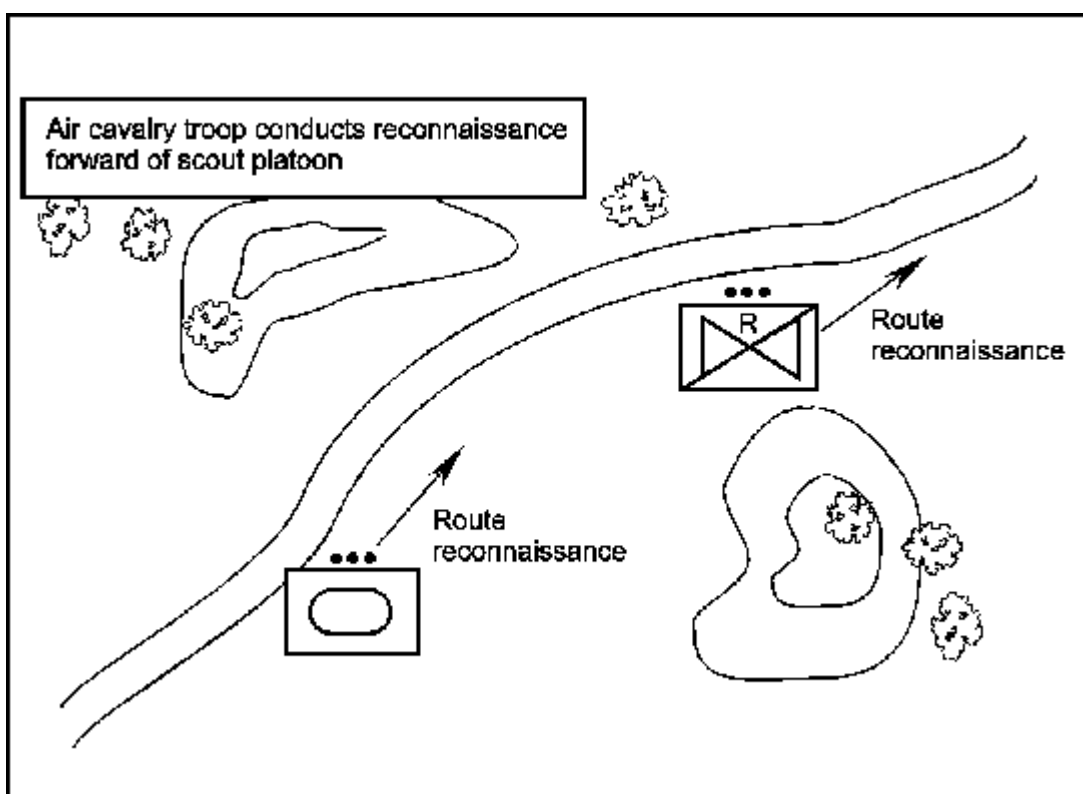 Air cavalry troop conducts reconnaissance
forward of scout platoon
R
Route
reconnaissance
Route
reconnaissance